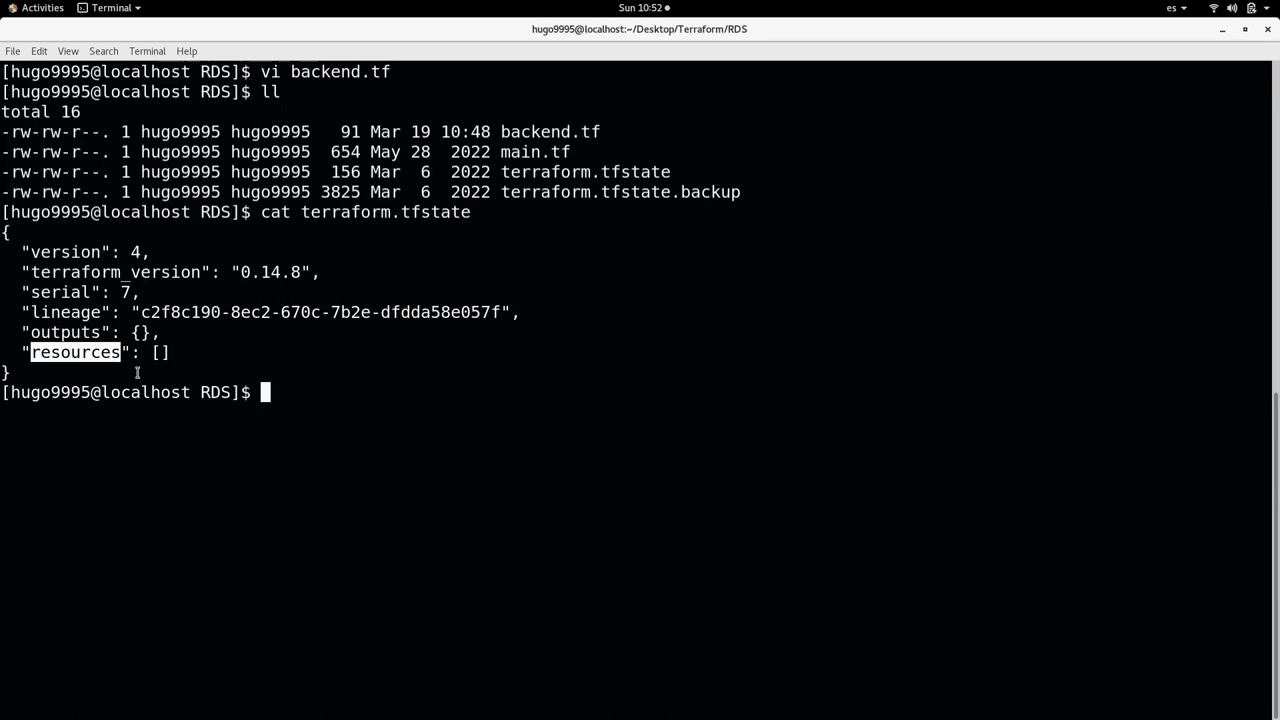 Activities Terminal Sun 10:52 es
hugo9995@localhost:~/Desktop/Terraform/RDS
File Edit View Search Terminal Help
[hugo9995@localhost RDS]$ vi backend.tf
[hugo9995@localhost RDS]$ ll
total 16
-rw-rw-r--. 1 hugo9995 hugo9995   91 Mar 19 10:48 backend.tf
-rw-rw-r--. 1 hugo9995 hugo9995  654 May 28  2022 main.tf
-rw-rw-r--. 1 hugo9995 hugo9995  156 Mar  6  2022 terraform.tfstate
-rw-rw-r--. 1 hugo9995 hugo9995 3825 Mar  6  2022 terraform.tfstate.backup
[hugo9995@localhost RDS]$ cat terraform.tfstate
{
  "version": 4,
  "terraform_version": "0.14.8",
  "serial": 7,
  "lineage": "c2f8c190-8ec2-670c-7b2e-dfdda58e057f",
  "outputs": {},
  "resources": []
}
[hugo9995@localhost RDS]$